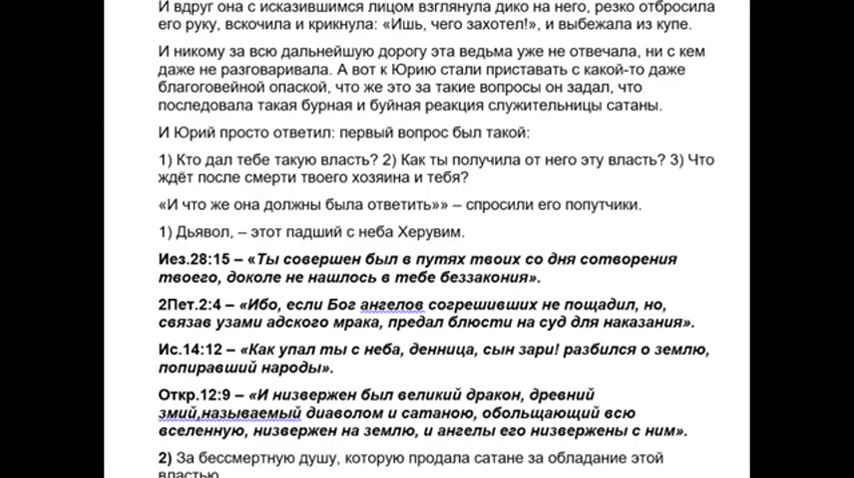 И вдруг она с исказившимся лицом взглянула дико на него, резко отбросила
его руку, вскочила и крикнула: «Ишь, чего захотел!», и выбежала из купе.
И никому за всю дальнейшую дорогу эта ведьма уже не отвечала, ни с кем
даже не разговаривала. А вот к Юрию стали приставать с какой-то даже
благоговейной опаской, что же это за такие вопросы он задал, что
последовала такая бурная и буйная реакция служительницы сатаны.
И Юрий просто ответил: первый вопрос был такой:
1) Кто дал тебе такую власть? 2) Как ты получила от него эту власть? 3) Что
ждёт после смерти твоего хозяина и тебя?
«И что же она должны была ответить»» – спросили его попутчики.
1) Дьявол, – этот падший с неба Херувим.
Иез.28:15 – «Ты совершен был в путях твоих со дня сотворения
твоего, доколе не нашлось в тебе беззакония».
2Пет.2:4 – «Ибо, если Бог ангелов согрешивших не пощадил, но,
связав узами адского мрака, предал блюсти на суд для наказания».
Ис.14:12 – «Как упал ты с неба, денница, сын зари! разбился о землю,
попиравший народы».
Откр.12:9 – «И низвержен был великий дракон, древний
змий,называемый диаволом и сатаною, обольщающий всю
вселенную, низвержен на землю, и ангелы его низвержены с ним».
2) За бессмертную душу, которую продала сатане за обладание этой
властью